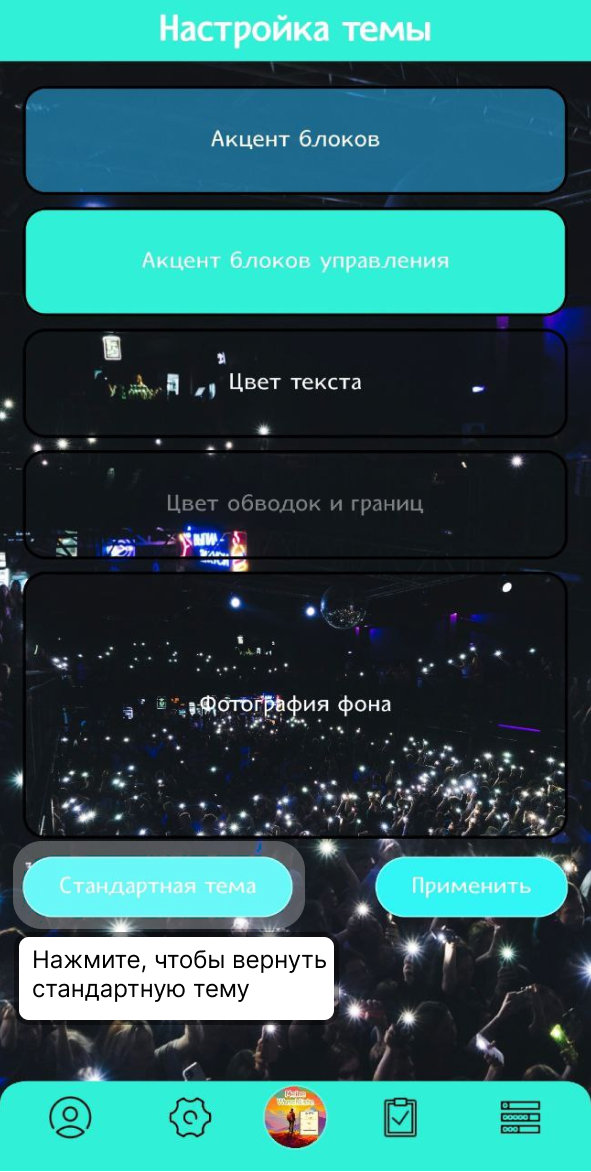 Настройка темы
Акцент блоков
Акцент блоков управления
Цвет текста
Цвет обводок и границ
Фотография фона
Стандартная тема
Применить
Нажмите, чтобы вернуть
стандартную тему